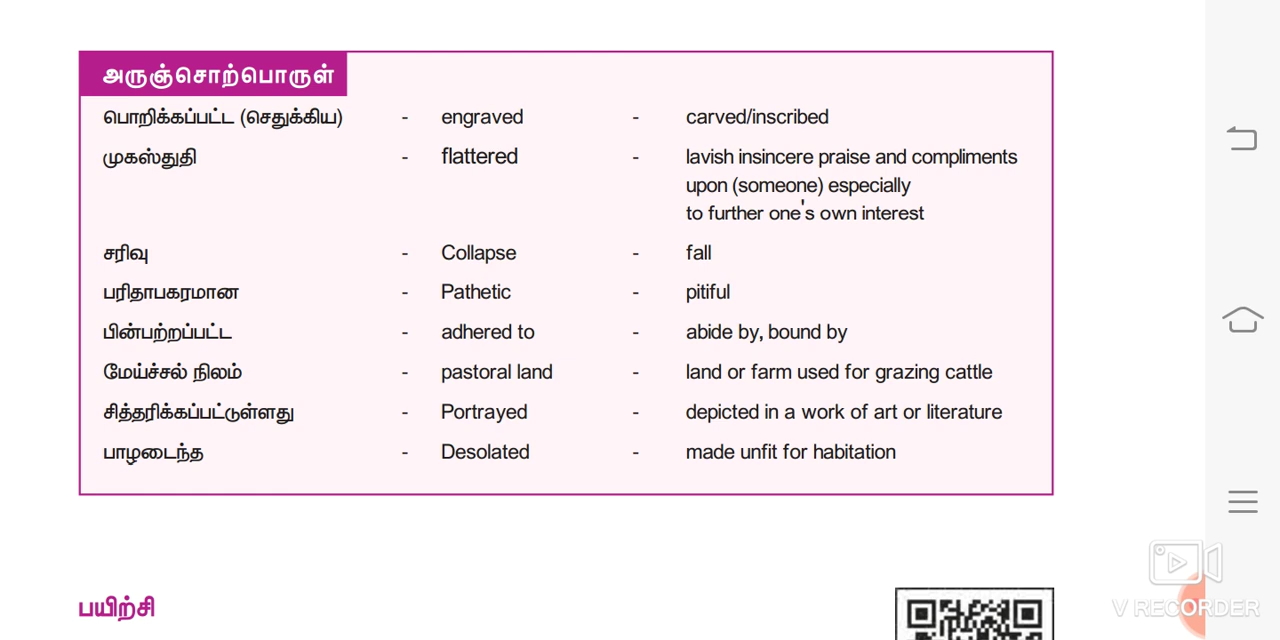 அருஞ்சொற்பொருள்
பொறிக்கப்பட்ட (செதுக்கிய) - engraved - carved/inscribed
முகஸ்துதி - flattered - lavish insincere praise and compliments
upon (someone) especially
to further one's own interest
சரிவு - Collapse - fall
பரிதாபகரமான - Pathetic - pitiful
பின்பற்றப்பட்ட - adhered to - abide by, bound by
மேய்ச்சல் நிலம் - pastoral land - land or farm used for grazing cattle
சித்தரிக்கப்பட்டுள்ளது - Portrayed - depicted in a work of art or literature
பாழடைந்த - Desolated - made unfit for habitation
பயிற்சி
V RECORDER